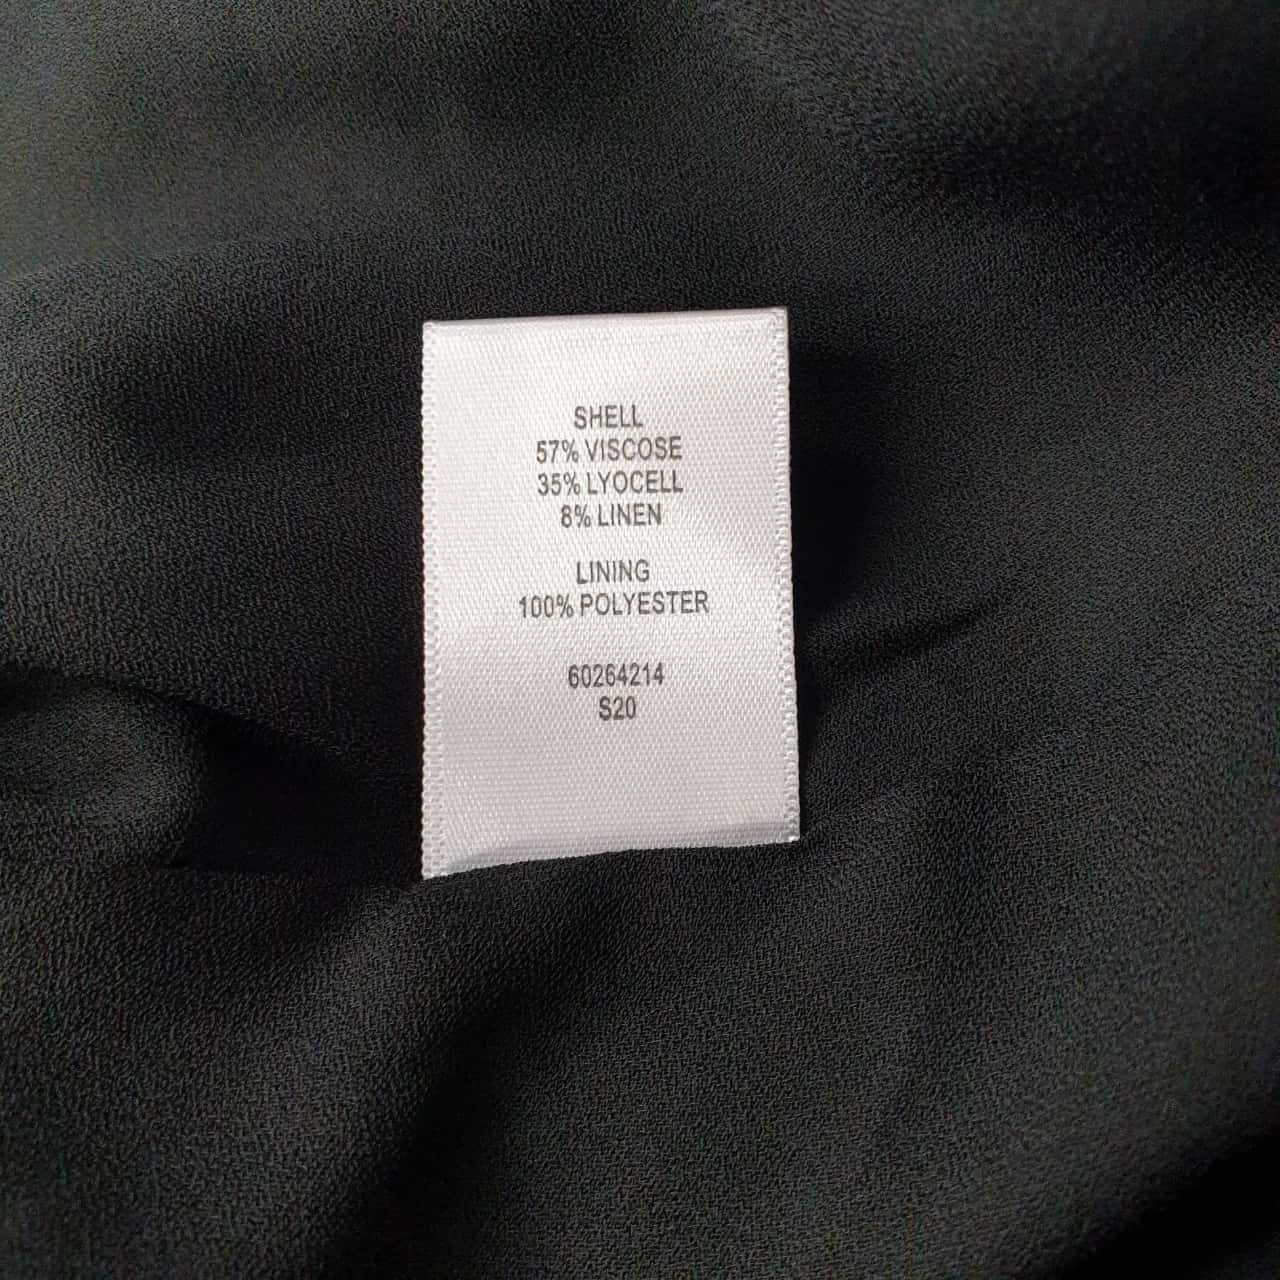 SHELL
57% VISCOSE
35% LYOCELL
8% LINEN
LINING
100% POLYESTER
60264214
S20